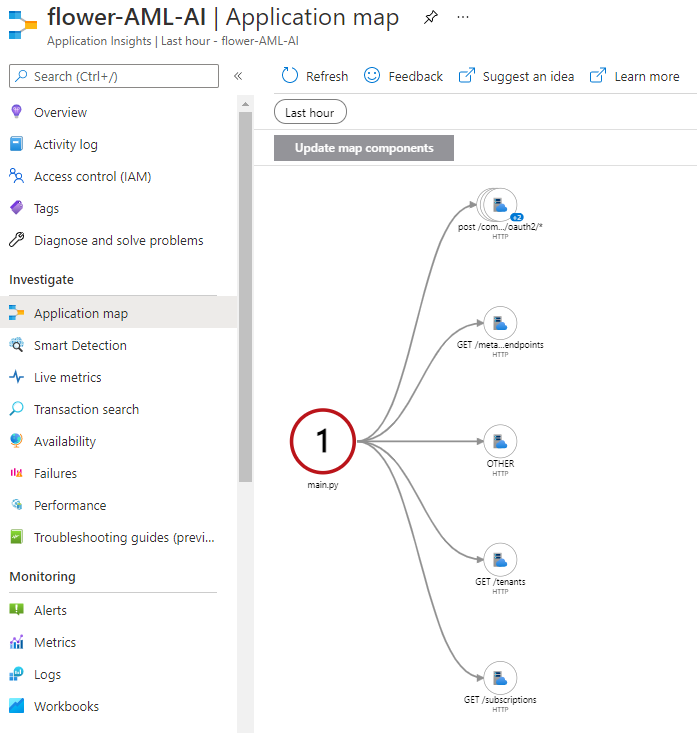 flower-AML-AI | Application map
Application Insights | Last hour - flower-AML-AI
Search (Ctrl+/)
Refresh
Feedback
Suggest an idea
Learn more
Overview
Activity log
Access control (IAM)
Tags
Diagnose and solve problems
Investigate
Application map
Smart Detection
Live metrics
Transaction search
Availability
Failures
Performance
Troubleshooting guides (previ...
Monitoring
Alerts
Metrics
Logs
Workbooks
Last hour
Update map components
+2
post /com.../oauth2/*
HTTP
GET /meta...endpoints
HTTP
1
main.py
OTHER
HTTP
GET /tenants
HTTP
GET /subscriptions
HTTP